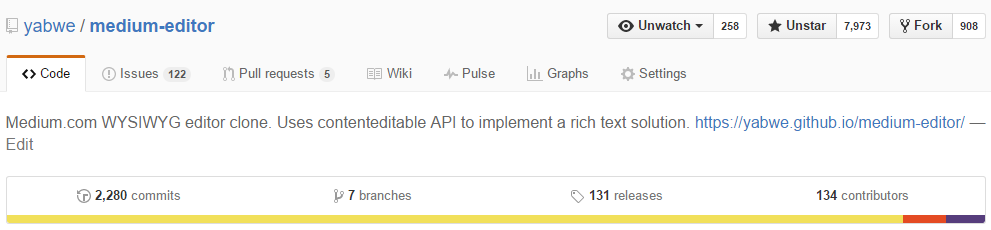 yabwe / medium-editor Unwatch 258 Unstar 7,973 Fork 908
Code Issues 122 Pull requests 5 Wiki Pulse Graphs Settings
Medium.com WYSIWYG editor clone. Uses contenteditable API to implement a rich text solution. https://yabwe.github.io/medium-editor/ —
Edit
2,280 commits 7 branches 131 releases 134 contributors